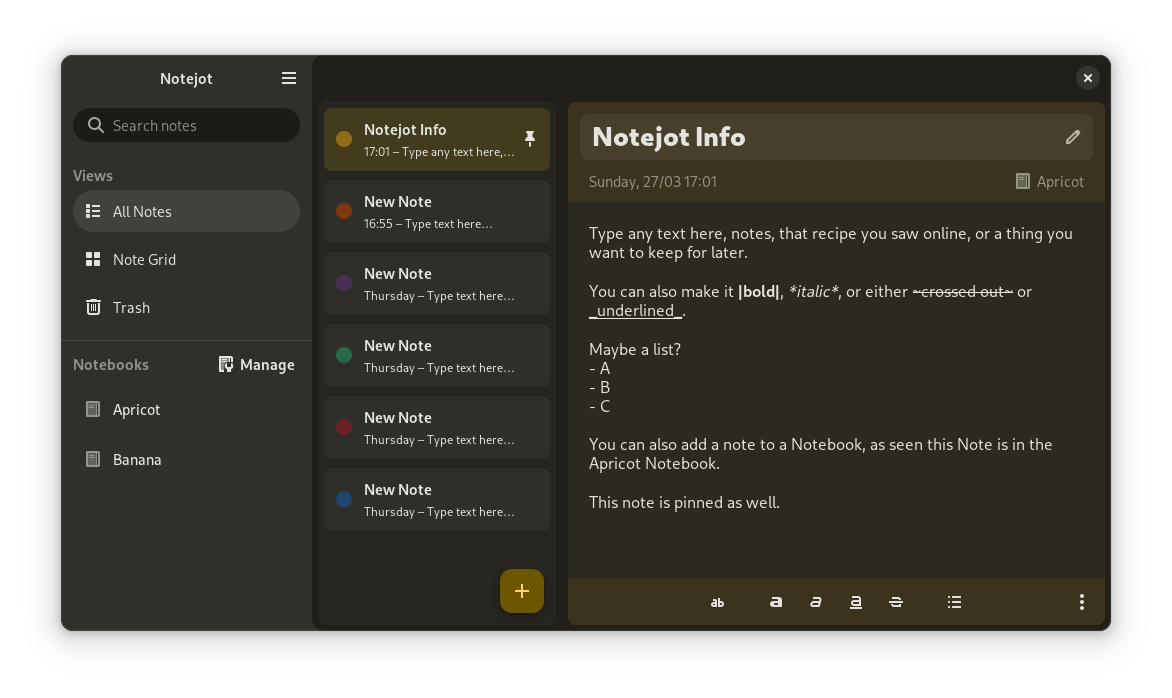 Notejot
Search notes
Views
All Notes
Note Grid
Trash
Notebooks
Manage
Apricot
Banana
Notejot Info
17:01 – Type any text here,…
New Note
16:55 – Type text here…
New Note
Thursday – Type text here…
New Note
Thursday – Type text here…
New Note
Thursday – Type text here…
New Note
Thursday – Type text here…
Notejot Info
Sunday, 27/03 17:01
Apricot
Type any text here, notes, that recipe you saw online, or a thing you
want to keep for later.
You can also make it |bold|, *italic*, or either ~crossed out~ or
_underlined_.
Maybe a list?
- A
- B
- C
You can also add a note to a Notebook, as seen this Note is in the
Apricot Notebook.
This note is pinned as well.
ab
a
a
a